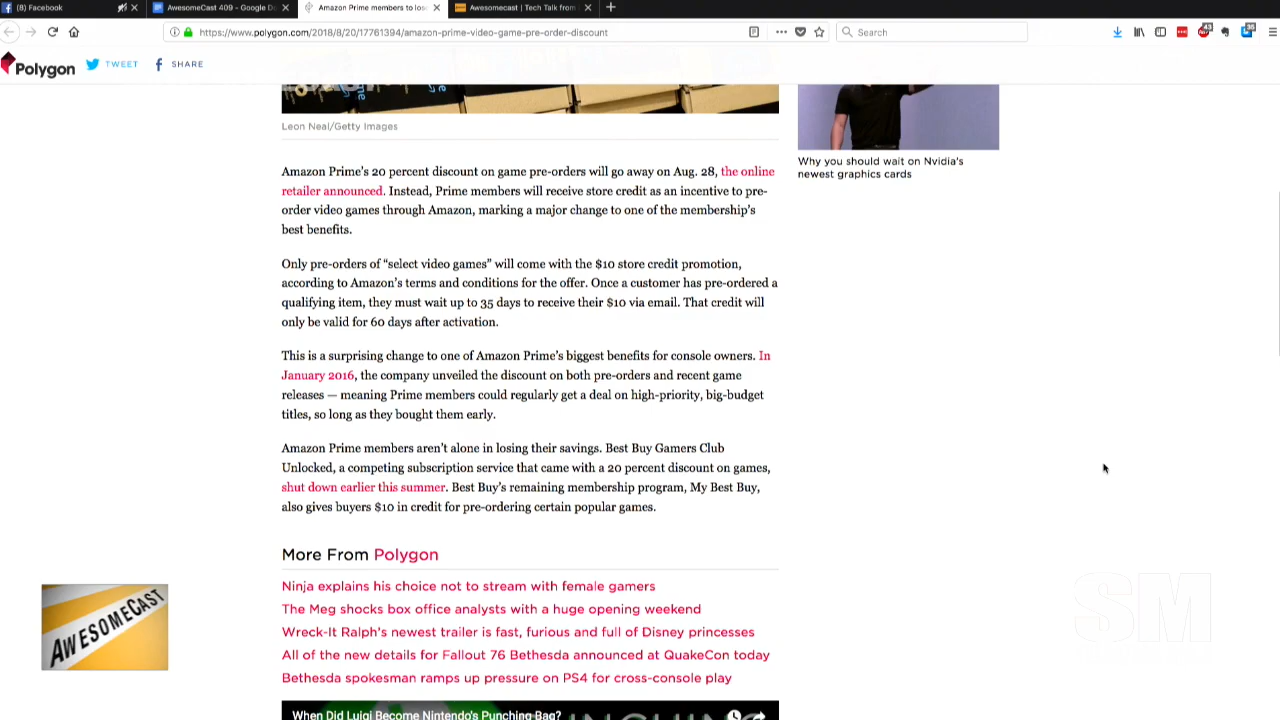 (8) Facebook
AwesomeCast 409 - Google D
Amazon Prime members to los
Awesomecast | Tech Talk from
https://www.polygon.com/2018/8/20/17761394/amazon-prime-video-game-pre-order-discount
Search
Polygon
TWEET
SHARE
Leon Neal/Getty Images
Amazon Prime’s 20 percent discount on game pre-orders will go away on Aug. 28, the online
retailer announced. Instead, Prime members will receive store credit as an incentive to pre-
order video games through Amazon, marking a major change to one of the membership’s
best benefits.
Only pre-orders of “select video games” will come with the $10 store credit promotion,
according to Amazon’s terms and conditions for the offer. Once a customer has pre-ordered a
qualifying item, they must wait up to 35 days to receive their $10 via email. That credit will
only be valid for 60 days after activation.
This is a surprising change to one of Amazon Prime’s biggest benefits for console owners. In
January 2016, the company unveiled the discount on both pre-orders and recent game
releases — meaning Prime members could regularly get a deal on high-priority, big-budget
titles, so long as they bought them early.
Amazon Prime members aren’t alone in losing their savings. Best Buy Gamers Club
Unlocked, a competing subscription service that came with a 20 percent discount on games,
shut down earlier this summer. Best Buy’s remaining membership program, My Best Buy,
also gives buyers $10 in credit for pre-ordering certain popular games.
Why you should wait on Nvidia’s
newest graphics cards
More From Polygon
Ninja explains his choice not to stream with female gamers
The Meg shocks box office analysts with a huge opening weekend
Wreck-It Ralph’s newest trailer is fast, furious and full of Disney princesses
All of the new details for Fallout 76 Bethesda announced at QuakeCon today
Bethesda spokesman ramps up pressure on PS4 for cross-console play
When Did Luigi Become Nintendo's Punching Bag?
AWESOMECAST
SM